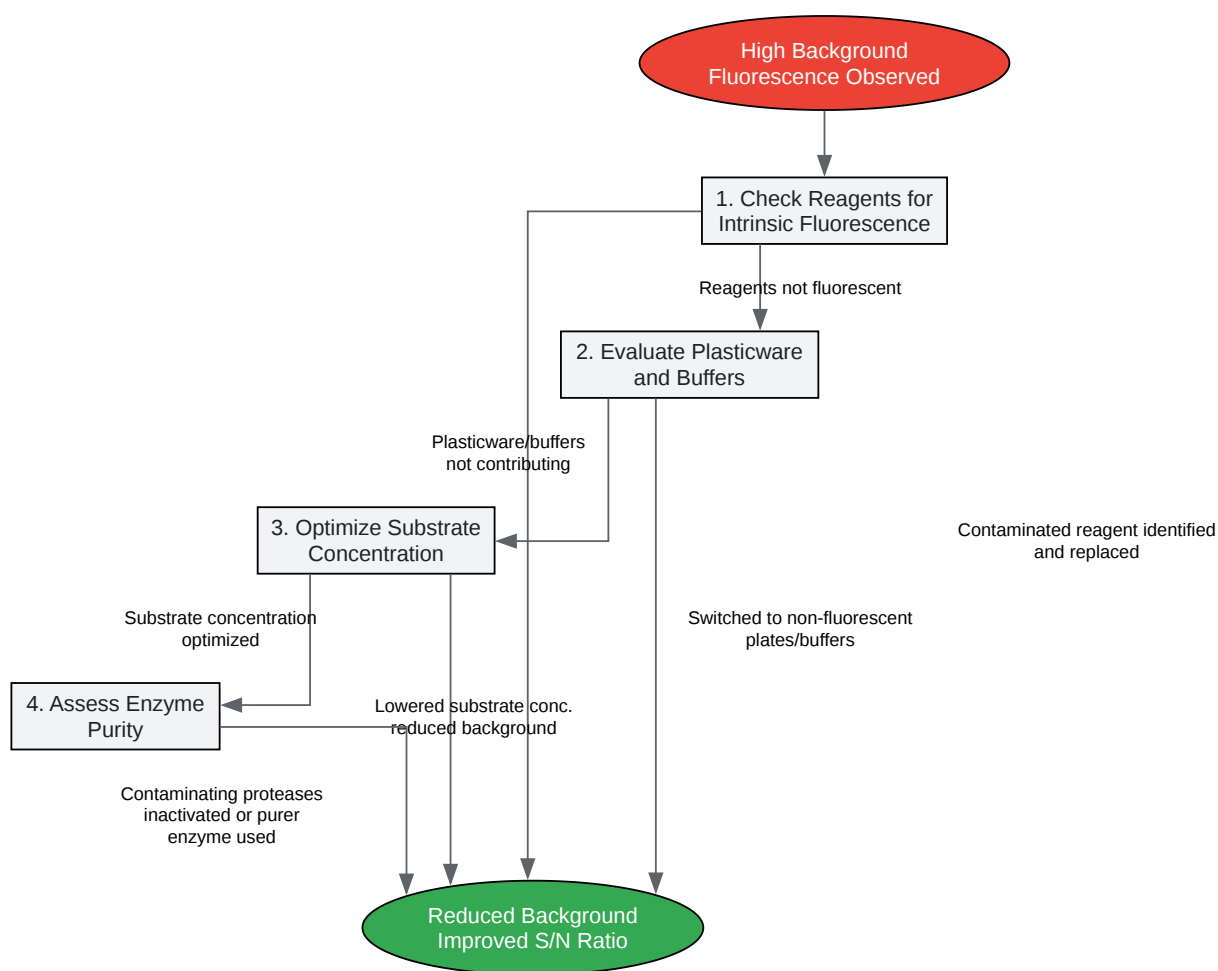 High Background
Fluorescence Observed
1. Check Reagents for
Intrinsic Fluorescence
Reagents not fluorescent
2. Evaluate Plasticware
and Buffers
Plasticware/buffers
not contributing
3. Optimize Substrate
Concentration
Contaminated reagent identified
and replaced
Substrate concentration
optimized
Switched to non-fluorescent
plates/buffers
4. Assess Enzyme
Purity
Lowered substrate conc.
reduced background
Contaminating proteases
inactivated or purer
enzyme used
Reduced Background
Improved S/N Ratio